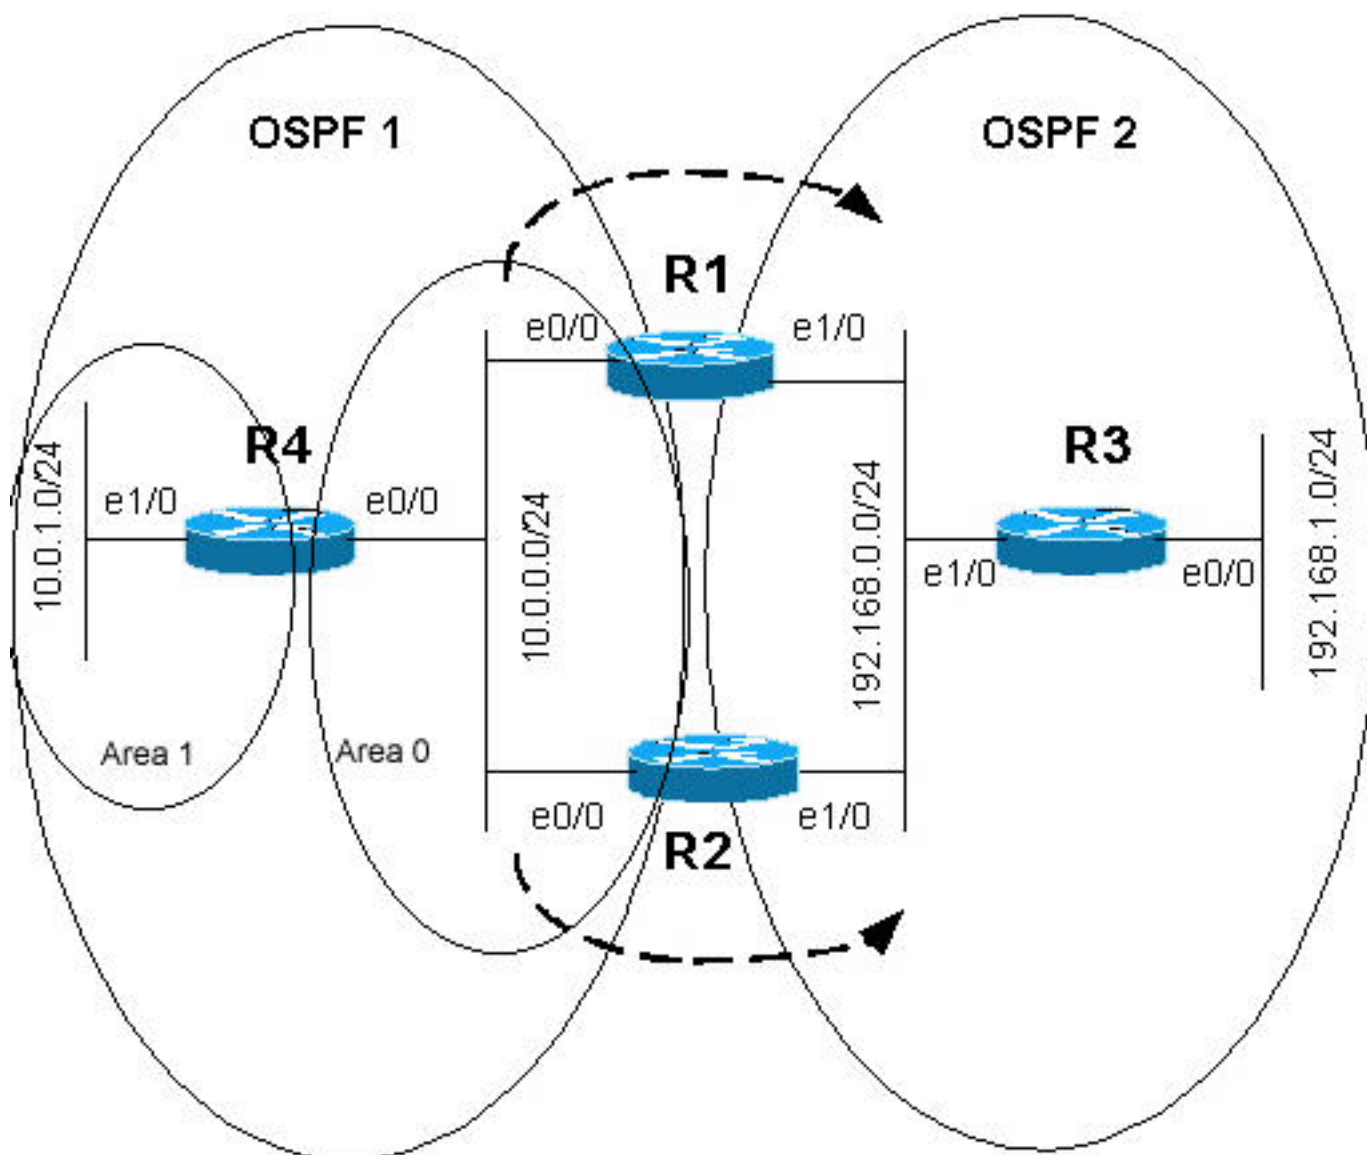 OSPF 1
OSPF 2
R1
e0/0
e1/0
R4
R3
10.0.1.0/24
e1/0
e0/0
10.0.0.0/24
192.168.0.0/24
e1/0
e0/0
192.168.1.0/24
Area 1
Area 0
e0/0
e1/0
R2